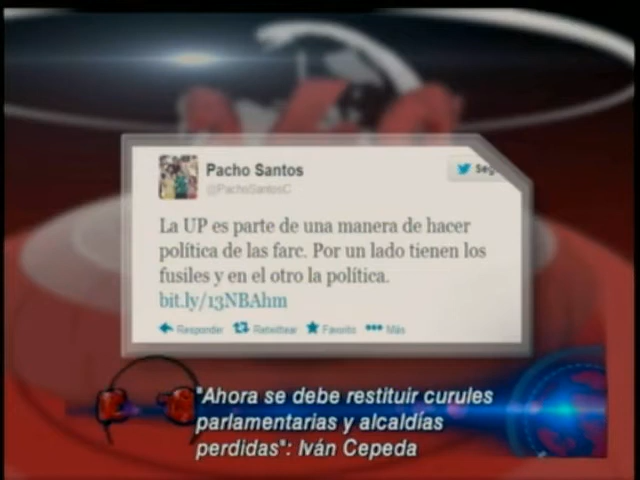 Pacho Santos
@PachoSantosC
Seg
La UP es parte de una manera de hacer
política de las farc. Por un lado tienen los
fusiles y en el otro la política.
bit.ly/13NBAhm
Responder Retwittear Favorito Más
"Ahora se debe restituir curules
parlamentarias y alcaldías
perdidas": Iván Cepeda